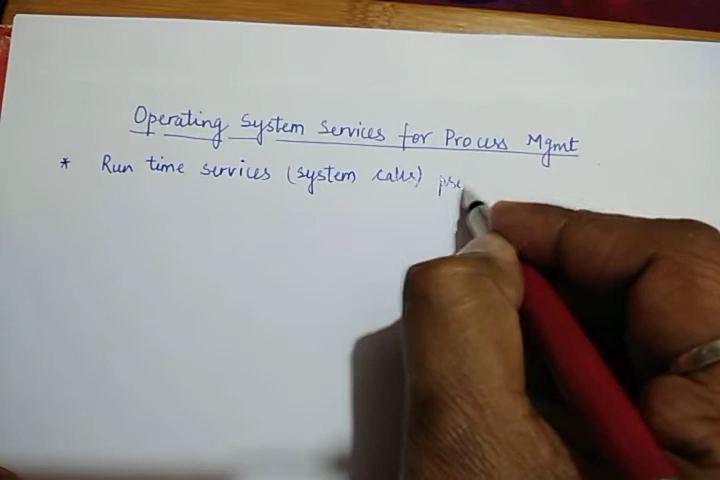 Operating System Services for Process Mgmt
* Run time services (system calls)